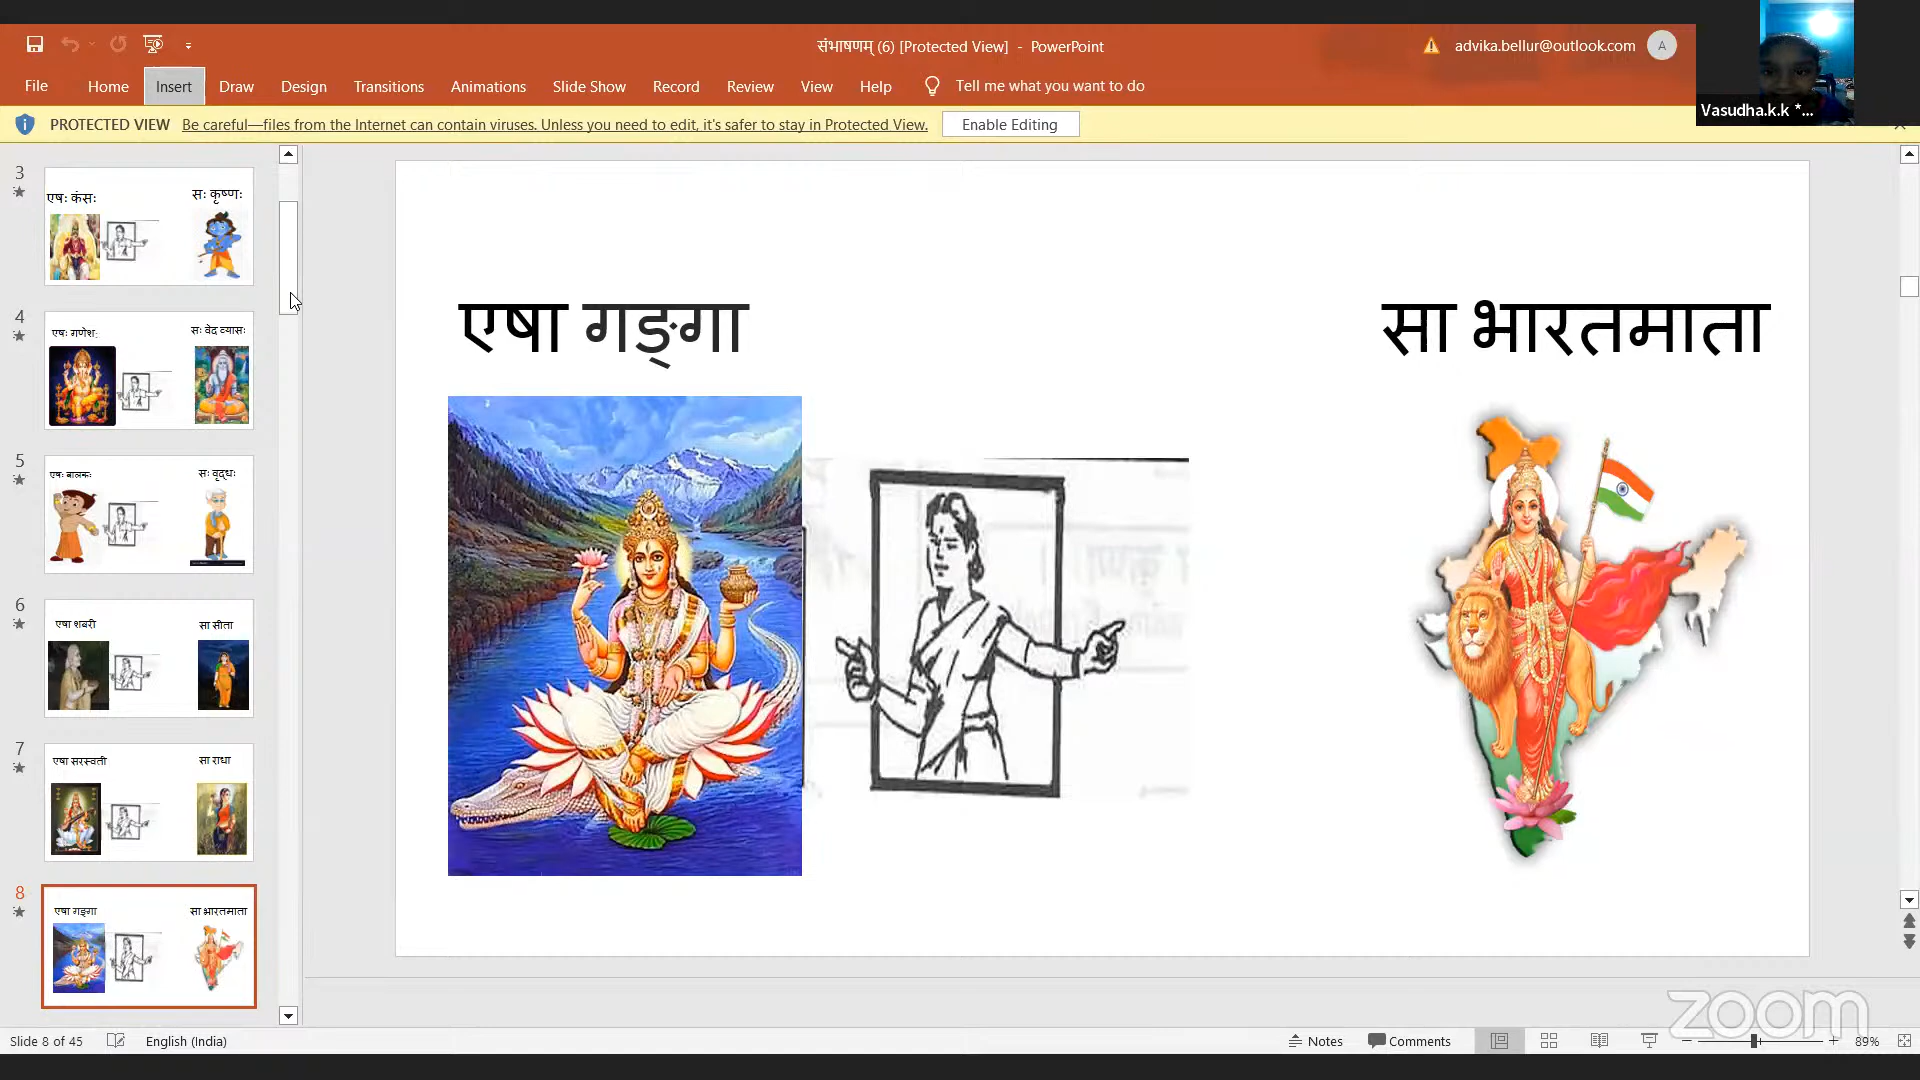 संभाषणम् (6) [Protected View] - PowerPoint
advika.bellur@outlook.com
A
File Home Insert Draw Design Transitions Animations Slide Show Record Review View Help Tell me what you want to do
Vasudha.k.k *...
PROTECTED VIEW Be careful—files from the Internet can contain viruses. Unless you need to edit, it's safer to stay in Protected View. Enable Editing
3
एषः कंसः सः कृष्णः
4
एषः गणेशः सः वेद व्यासः
5
एषः बालकः सः वृद्धः
6
एषा शबरी सा सीता
7
एषा सरस्वती सा राधा
8
एषा गङ्गा सा भारतमाता
एषा गङ्गा सा भारतमाता
zoom
Slide 8 of 45 English (India) Notes Comments 89%